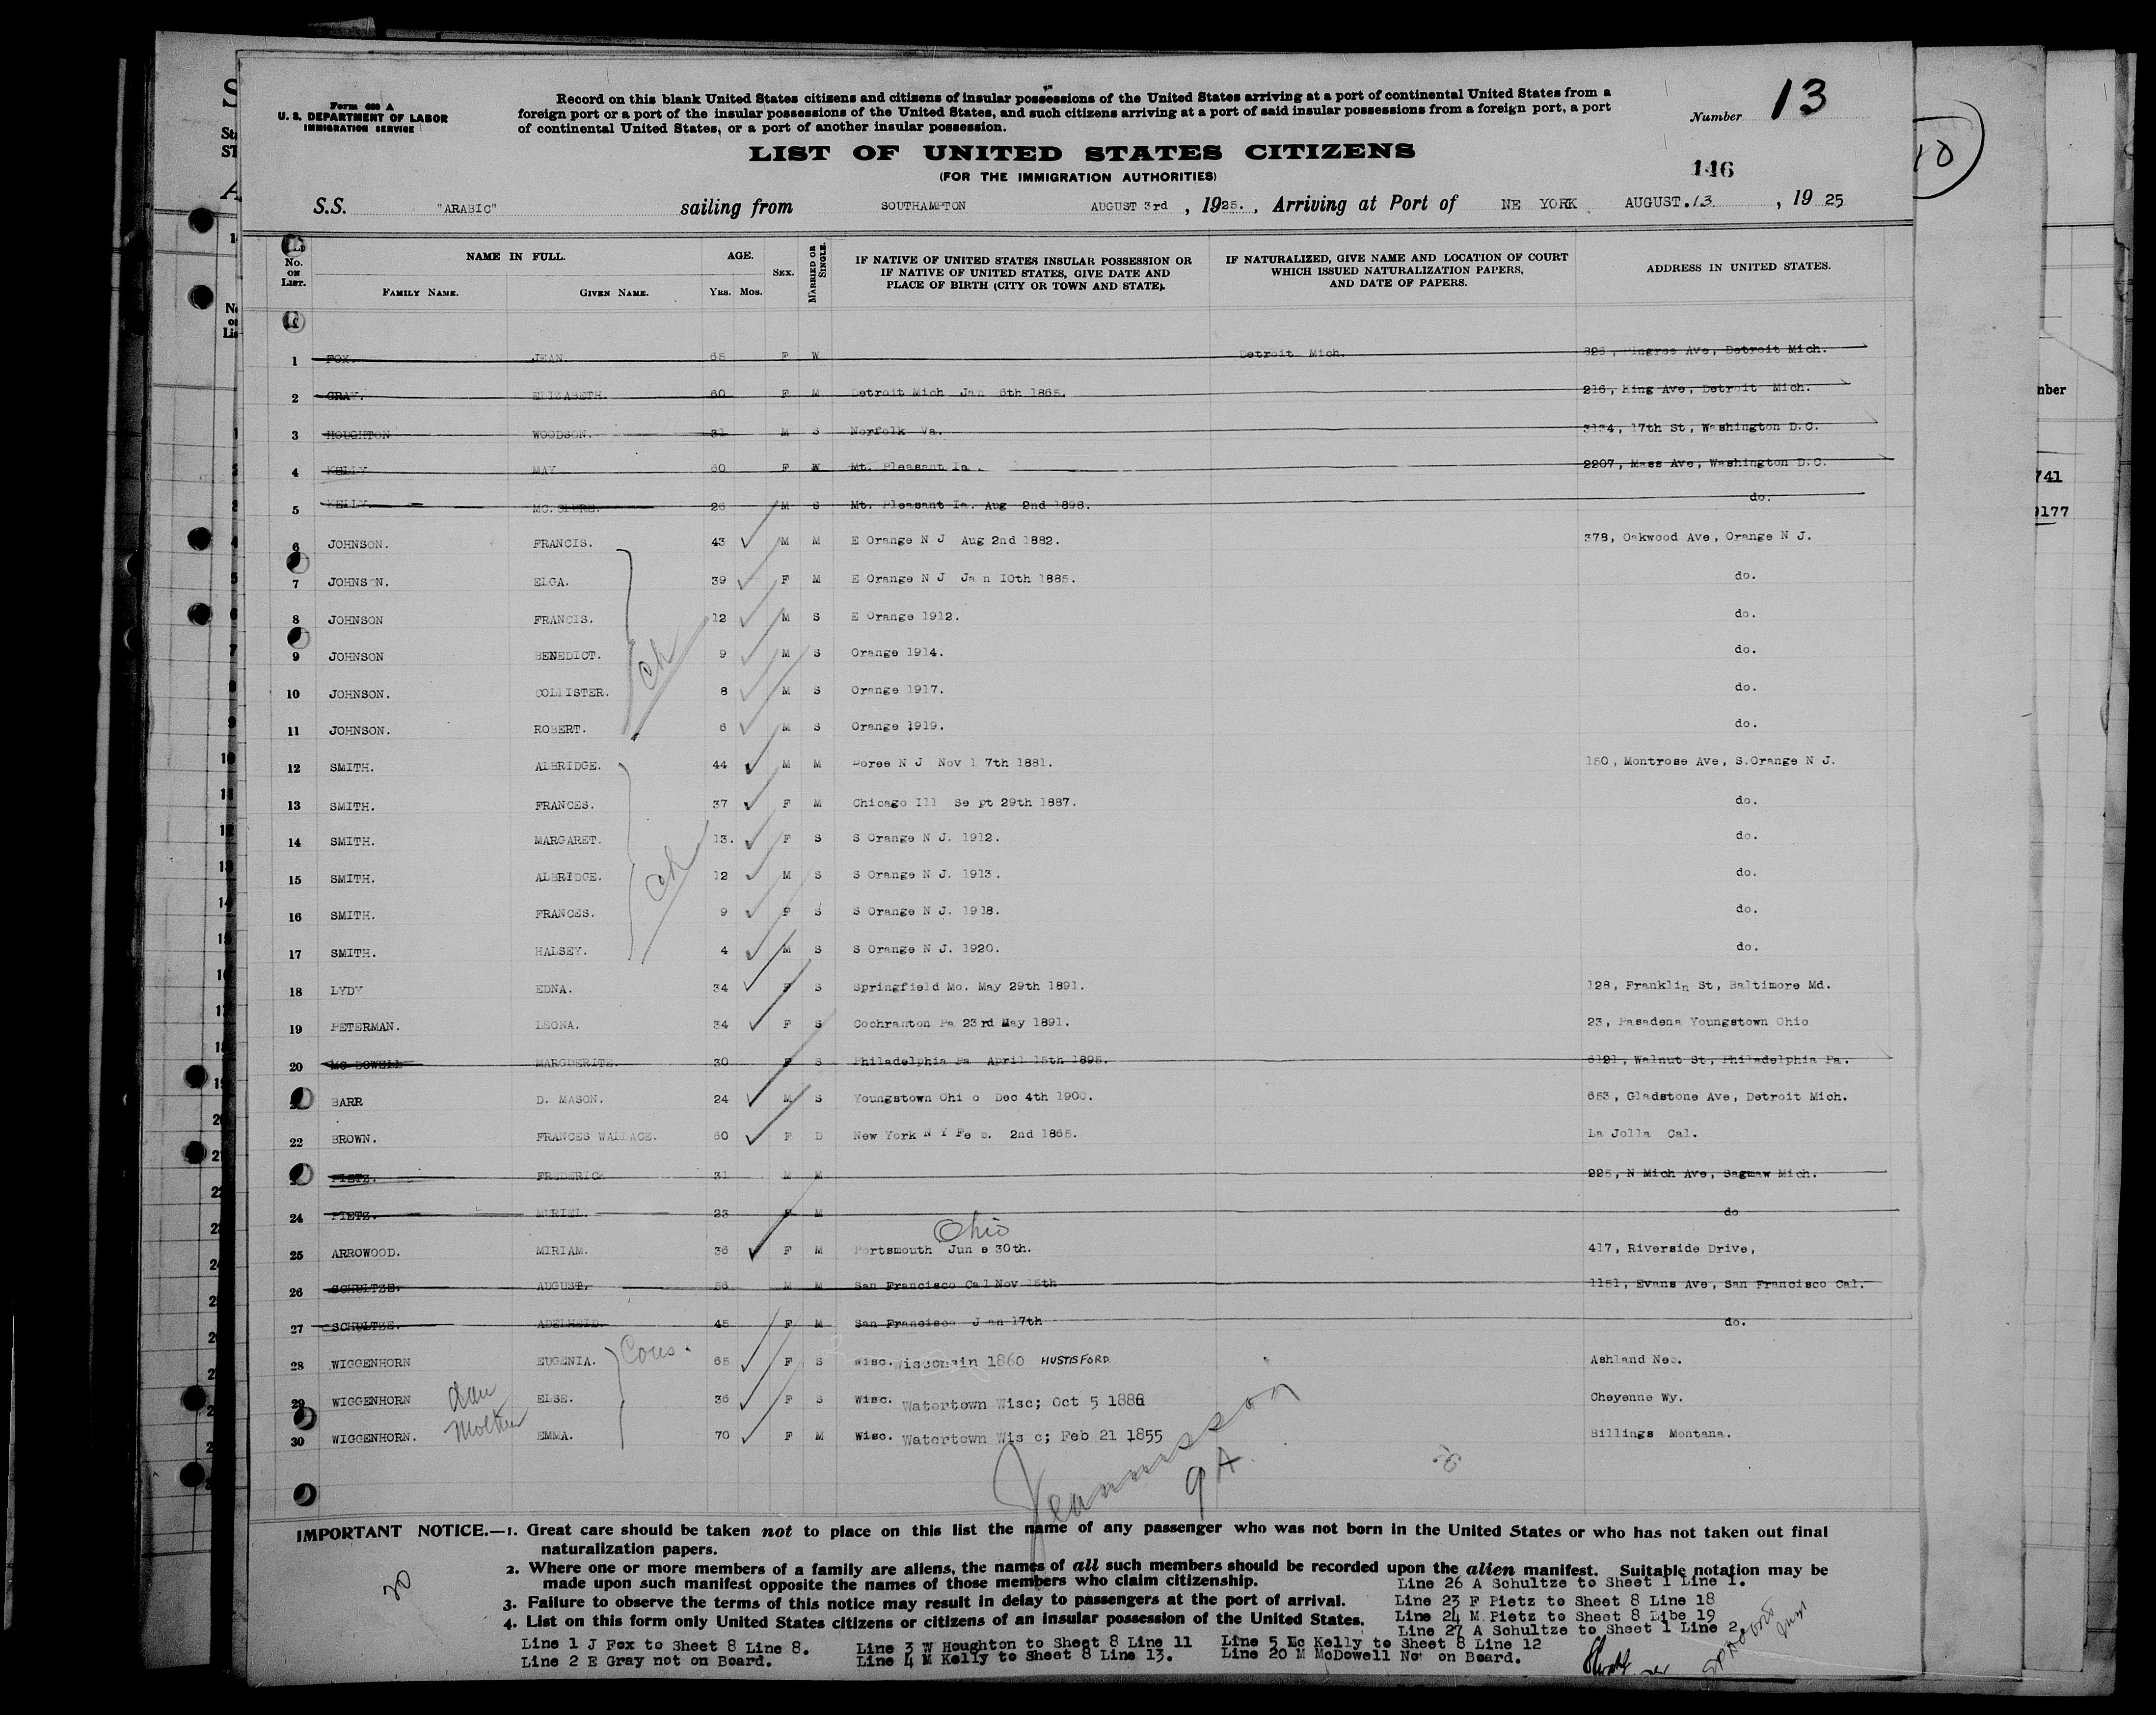 Form 630 A
U. S. DEPARTMENT OF LABOR
IMMIGRATION SERVICE
Record on this blank United States citizens and citizens of insular possessions of the United States arriving at a port of continental United States from a
foreign port or a port of the insular possessions of the United States, and such citizens arriving at a port of said insular possessions from a foreign port, a port
of continental United States, or a port of another insular possession.
Number 13
LIST OF UNITED STATES CITIZENS
(FOR THE IMMIGRATION AUTHORITIES)
146
10
S.S. "ARABIC" sailing from SOUTHAMPTON AUGUST 3rd, 1925., Arriving at Port of NE YORK AUGUST.13, 1925
No. ON LIST. NAME IN FULL. FAMILY NAME. GIVEN NAME. AGE. YRS. MOS. SEX. MARRIED OR SINGLE. IF NATIVE OF UNITED STATES INSULAR POSSESSION OR IF NATIVE OF UNITED STATES, GIVE DATE AND PLACE OF BIRTH (CITY OR TOWN AND STATE). IF NATURALIZED, GIVE NAME AND LOCATION OF COURT WHICH ISSUED NATURALIZATION PAPERS, AND DATE OF PAPERS. ADDRESS IN UNITED STATES.
1 FOX. JEAN. 65 F W Detroit Mich. Ave, Detroit Mich.
2 GRAY. ELIZABETH. 60 F M Detroit Mich Jan 6th 1865. 216, King Ave, Detroit Mich.
3 HOUGHTON WOODSON. 31 M S Norfolk Va. 3134, 17th St, Washington D.C.
4 KELLY MAY 60 F W Mt. Pleasant Ia. 2207, Mass Ave, Washington D.C.
5 KELLY. MC.CLURE. 26 M S Mt. Pleasant Ia. Aug 2nd 1898. do.
6 JOHNSON. FRANCIS. 43 M M E Orange N J Aug 2nd 1882. 378, Oakwood Ave, Orange N J.
7 JOHNSON. ELGA. 39 F M E Orange N J Ja n 10th 1885. do.
8 JOHNSON FRANCIS. 12 M S E Orange 1912. do.
9 JOHNSON BENEDICT. 9 M S Orange 1914. do.
10 JOHNSON. COLLISTER. 8 M S Orange 1917. do.
11 JOHNSON. ROBERT. 6 M S Orange 1919. do.
12 SMITH. ALBRIDGE. 44 M M Doree N J Nov 1 7th 1881. 150, Montrose Ave, S.Orange N J.
13 SMITH. FRANCES. 37 F M Chicago Ill Se pt 29th 1887. do.
14 SMITH. MARGARET. 13. F S S Orange N J. 1912. do.
15 SMITH. ALBRIDGE. 12 M S S Orange N J. 1913. do.
16 SMITH. FRANCES. 9 F S S Orange N J. 1918. do.
17 SMITH. HALSEY. 4 M S S Orange N J. 1920. do.
18 LYDY EDNA. 34 F S Springfield Mo. May 29th 1891. 128, Franklin St, Baltimore Md.
19 PETERMAN. LEONA. 34 F S Cochranton Pa 23rd May 1891. 23, Pasadena Youngstown Ohio
20 MC DOWELL MARGUERITE. 30 F S Philadelphia Pa April 15th 1895. 6121, Walnut St, Philadelphia Pa.
BARR D. MASON. 24 M S Youngstown Ohi o Dec 4th 1900. 653, Gladstone Ave, Detroit Mich.
22 BROWN. FRANCES WALLACE. 60 F D New York N Y Fe b. 2nd 1865. La Jolla Cal.
PIETZ. FREDERICK 31 M M 225, N Mich Ave, Sagmaw Mich.
24 PIETZ. MURIEL. 23 F M do
Ohio
25 ARROWOOD. MIRIAM. 36 F M Portsmouth Jun e 30th. 417, Riverside Drive,
26 SCHULTZE. AUGUST. 56 M M San Francisco Cal Nov 15th 1151, Evans Ave, San Francisco Cal.
27 SCHULTZE. ADELHEID. 45 F M San Francisco J an 17th do.
28 WIGGENHORN EUGENIA. Cous. 65 F S Wisc. Wisconsin 1860 HUSTISFORD Ashland Neb.
29 WIGGENHORN dau ELSE. 36 F S Wisc. Watertown Wisc; Oct 5 1888 Cheyenne Wy.
30 WIGGENHORN. Mother EMMA. 70 F M Wisc. Watertown Wis c; Feb 21 1855 Billings Montana.
9A
IMPORTANT NOTICE.—1. Great care should be taken not to place on this list the name of any passenger who was not born in the United States or who has not taken out final
naturalization papers.
2. Where one or more members of a family are aliens, the names of all such members should be recorded upon the alien manifest. Suitable notation may be
made upon such manifest opposite the names of those members who claim citizenship.
3. Failure to observe the terms of this notice may result in delay to passengers at the port of arrival.
4. List on this form only United States citizens or citizens of an insular possession of the United States.
20
Line 26 A Schultze to Sheet 1 Line 1.
Line 23 F Pietz to Sheet 8 Line 18
Line 24 M.Pietz to Sheet 8 Libe 19
Line 27 A Schultze to Sheet 1 Line 2
Line 1 J Fox to Sheet 8 Line 8. Line 3 W Houghton to Sheet 8 Line 11 Line 5 Mc Kelly to Sheet 8 Line 12
Line 2 E Gray not on Board. Line 4 M Kelly to Sheet 8 Line 13. Line 20 M McDowell No on Board.